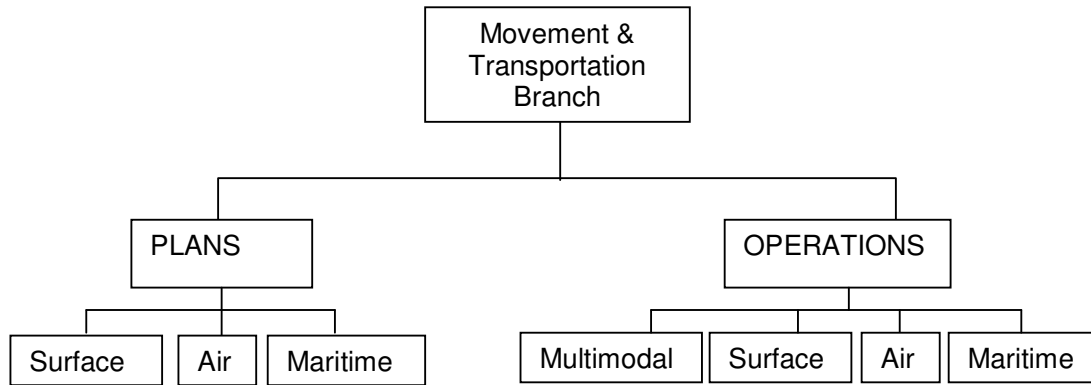 Movement &
Transportation
Branch
PLANS
OPERATIONS
Surface
Air
Maritime
Multimodal
Surface
Air
Maritime